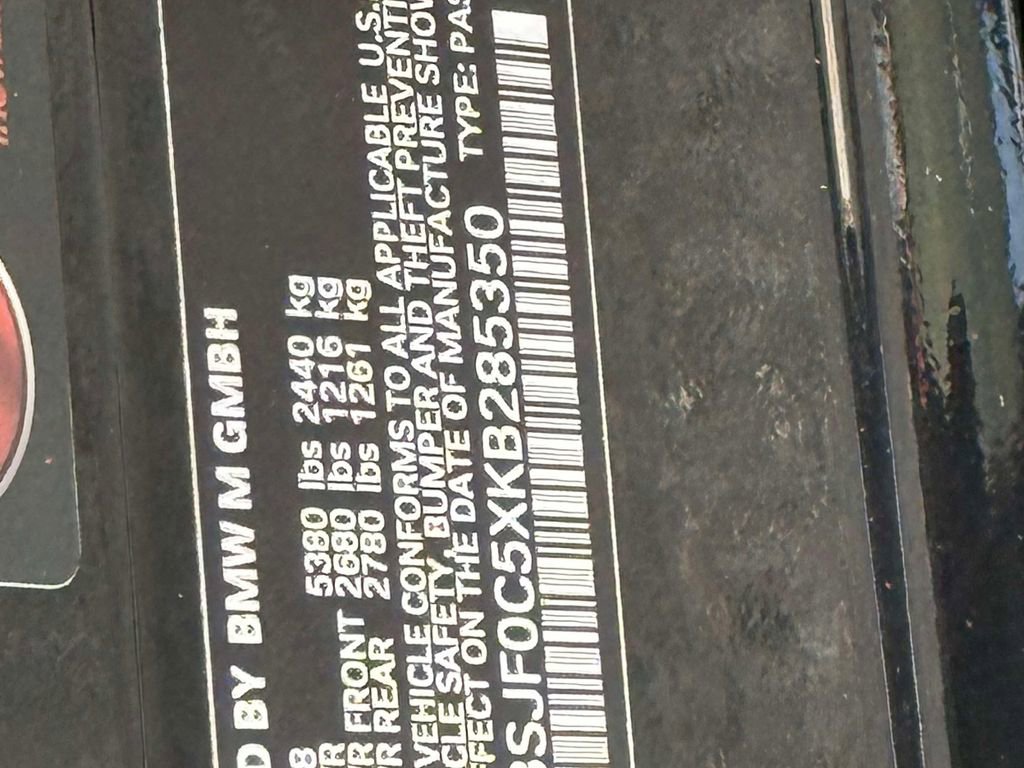 D BY BMW M GMBH
8
R 5380 lbs 2440 kg
R FRONT 2680 lbs 1216 kg
R REAR 2780 lbs 1261 kg
VEHICLE CONFORMS TO ALL APPLICABLE U.S.
CLE SAFETY, BUMPER AND THEFT PREVENTI
FFECT ON THE DATE OF MANUFACTURE SHOW
SJF0C5XKB285350 TYPE: PAS